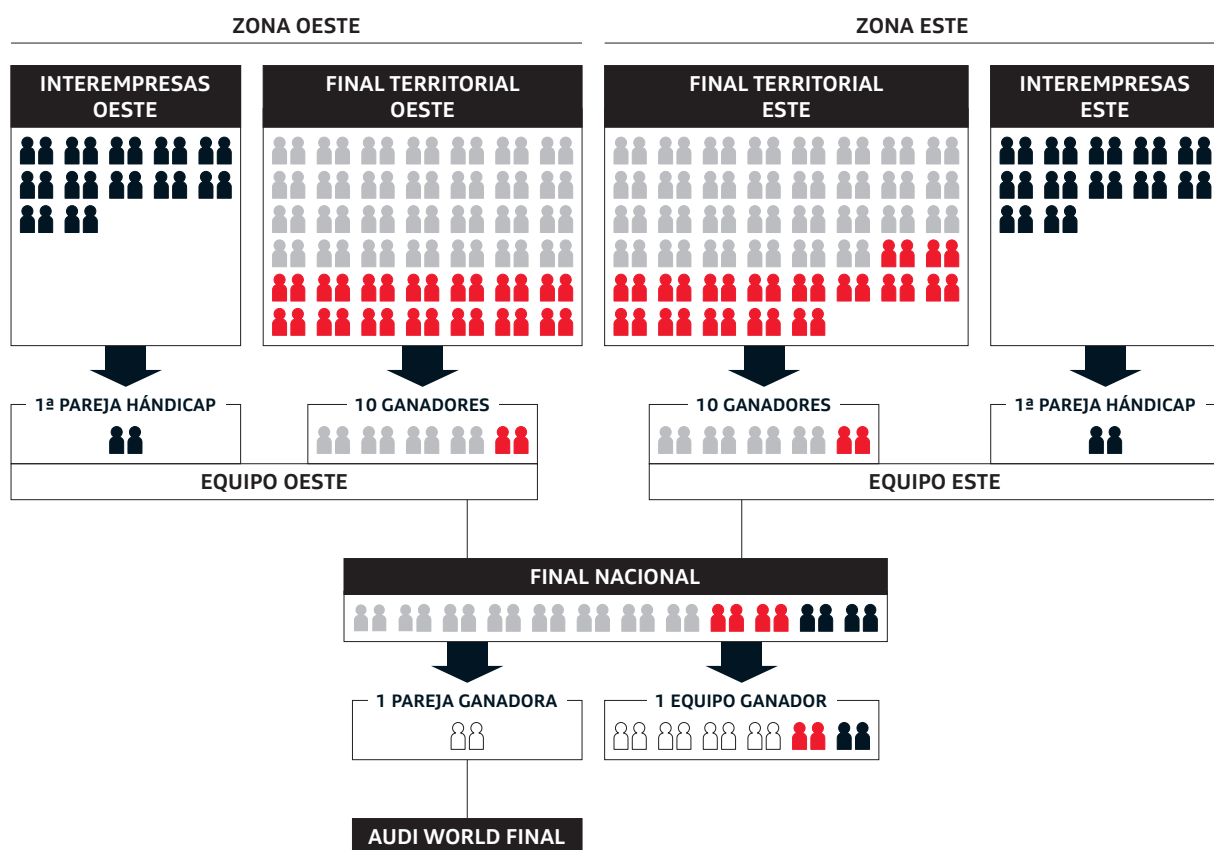 ZONA OESTE
ZONA ESTE
INTEREMPRESAS
OESTE
FINAL TERRITORIAL
OESTE
FINAL TERRITORIAL
ESTE
INTEREMPRESAS
ESTE
1ª PAREJA HÁNDICAP
10 GANADORES
10 GANADORES
1ª PAREJA HÁNDICAP
EQUIPO OESTE
EQUIPO ESTE
FINAL NACIONAL
1 PAREJA GANADORA
1 EQUIPO GANADOR
AUDI WORLD FINAL